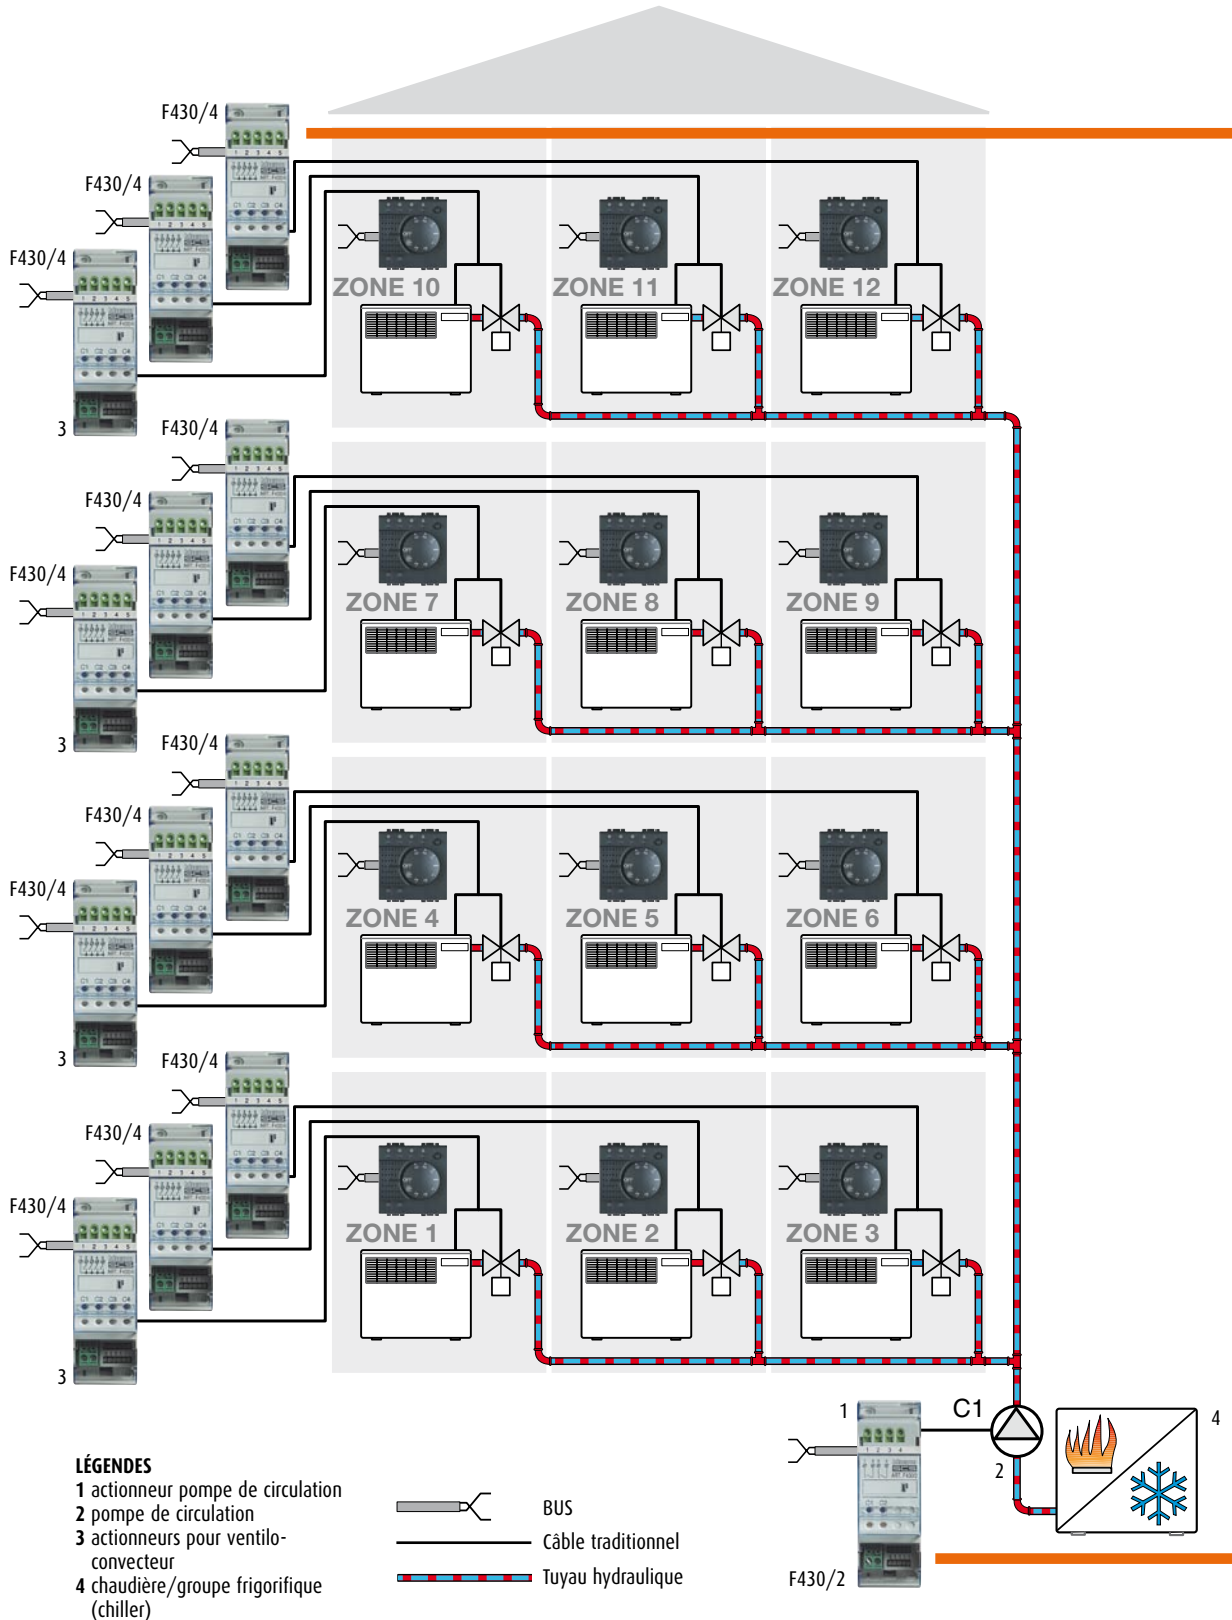 F430/4
F430/4
F430/4
3
ZONE 10
ZONE 11
ZONE 12
F430/4
F430/4
F430/4
3
ZONE 7
ZONE 8
ZONE 9
F430/4
F430/4
F430/4
3
ZONE 4
ZONE 5
ZONE 6
F430/4
F430/4
F430/4
3
ZONE 1
ZONE 2
ZONE 3
1
C1
2
4
F430/2
LÉGENDES
1 actionneur pompe de circulation
2 pompe de circulation
3 actionneurs pour ventilo-
convecteur
4 chaudière/groupe frigorifique
(chiller)
BUS
Câble traditionnel
Tuyau hydraulique